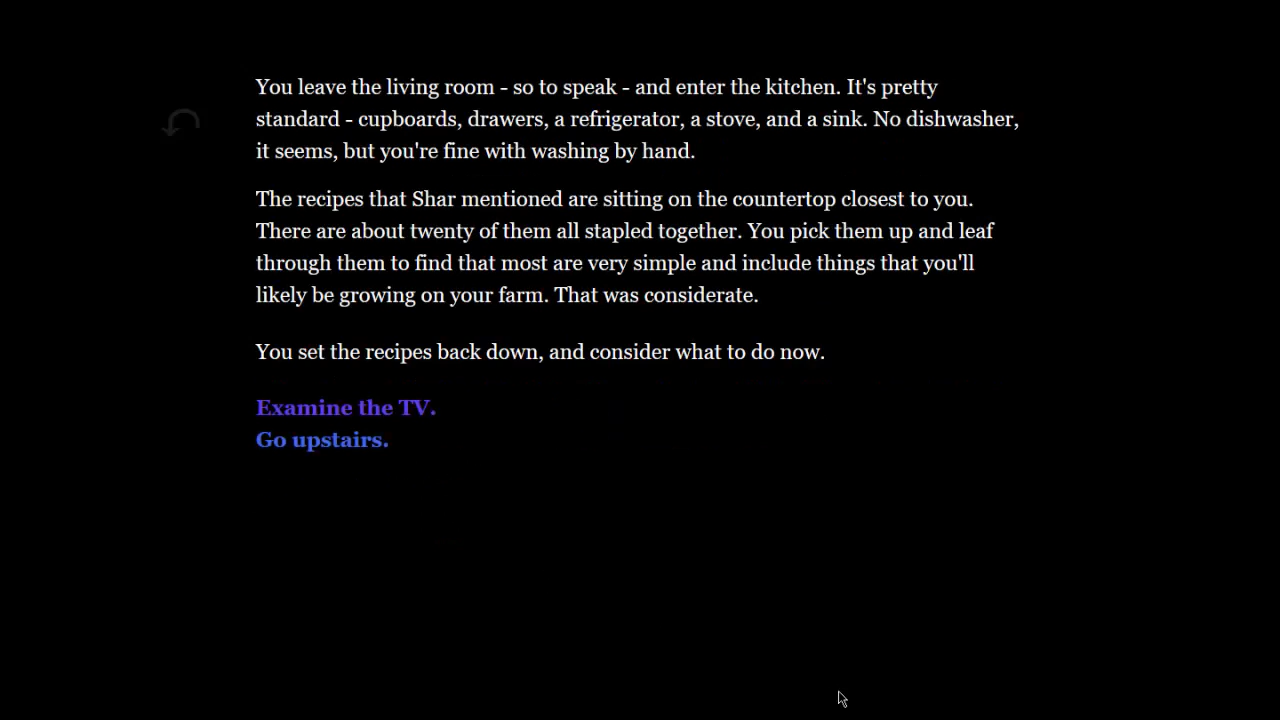 You leave the living room - so to speak - and enter the kitchen. It's pretty
standard - cupboards, drawers, a refrigerator, a stove, and a sink. No dishwasher,
it seems, but you're fine with washing by hand.
The recipes that Shar mentioned are sitting on the countertop closest to you.
There are about twenty of them all stapled together. You pick them up and leaf
through them to find that most are very simple and include things that you'll
likely be growing on your farm. That was considerate.
You set the recipes back down, and consider what to do now.
Examine the TV.
Go upstairs.